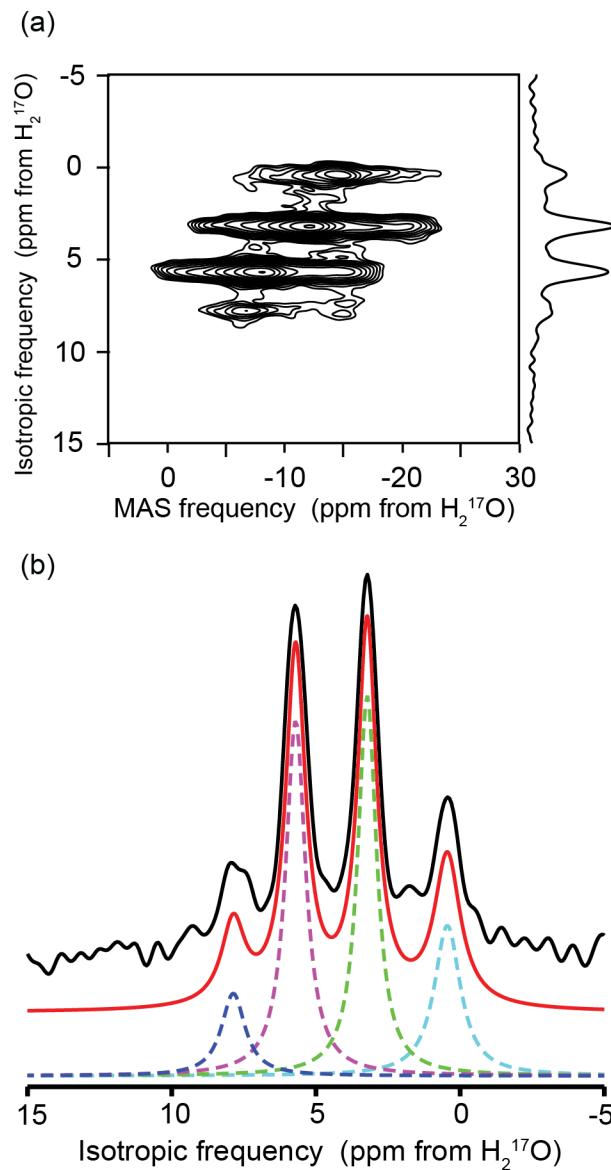 (a)
-5
0
5
10
15
Isotropic frequency (ppm from H₂¹⁷O)
0 -10 -20 30
MAS frequency (ppm from H₂¹⁷O)
(b)
15 10 5 0 -5
Isotropic frequency (ppm from H₂¹⁷O)